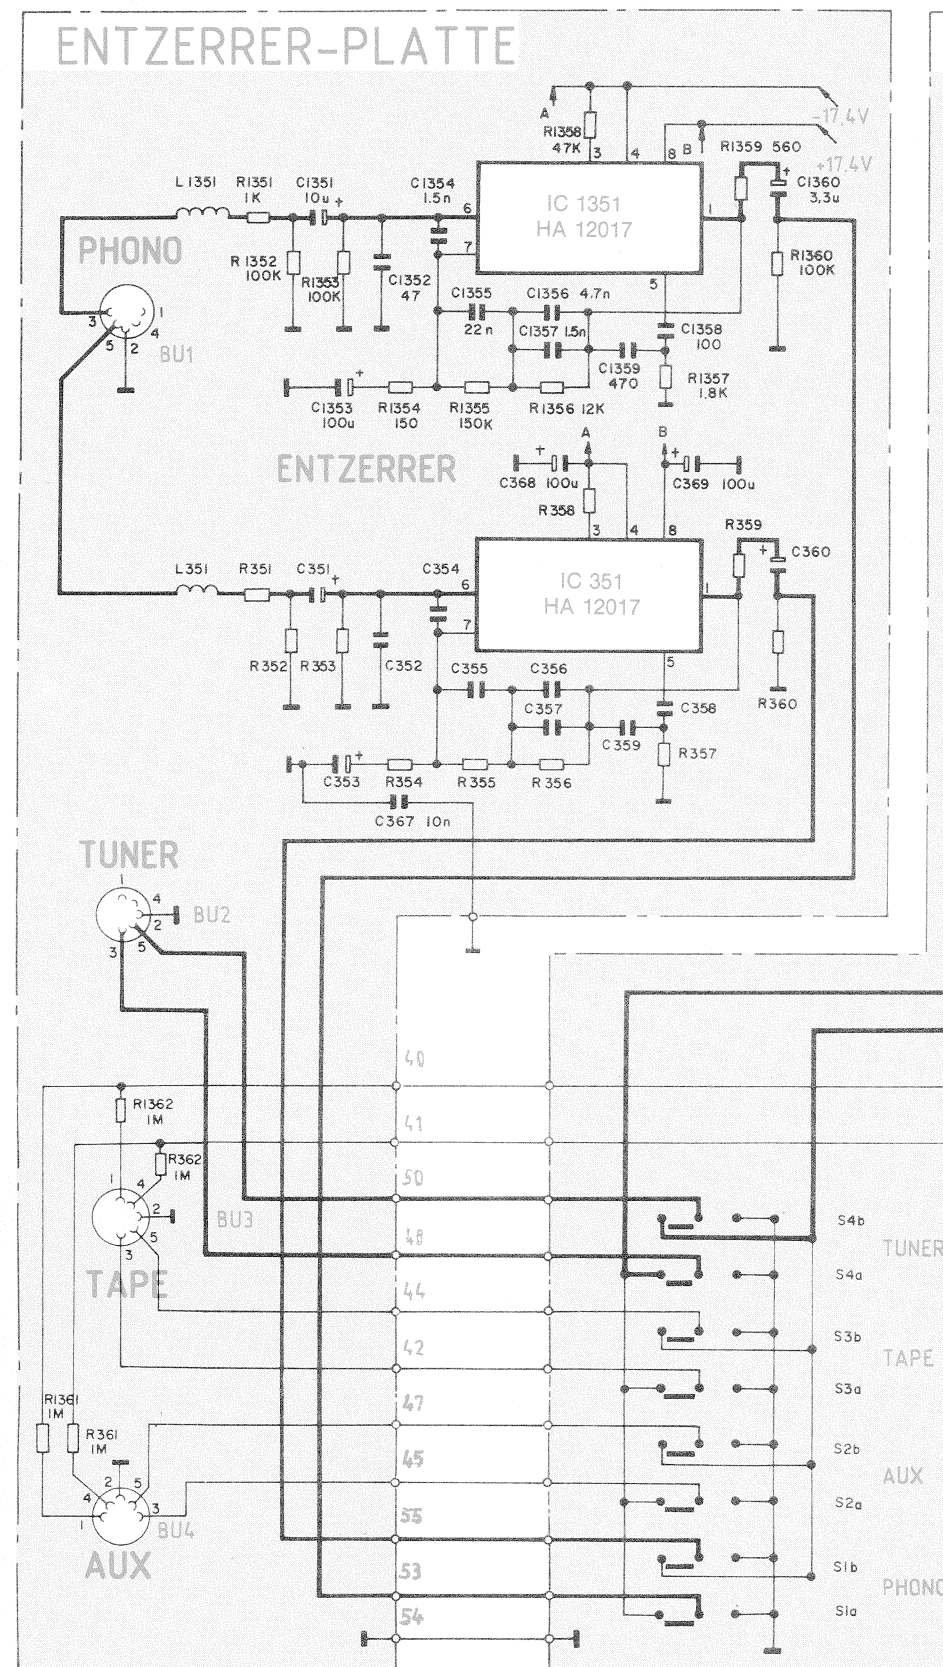 ENTZERRER-PLATTE
A
B
-17,4V
+17,4V
R1358
47K
3
4
8
R1359 560
L1351
R1351
1K
C1351
10u
+
C1354
1.5n
6
7
IC 1351
HA 12017
1
5
+
C1360
3,3u
PHONO
R1352
100K
R1353
100K
C1352
47
R1360
100K
3
1
4
5
2
BU1
C1355
22n
C1356
4.7n
C1357
1.5n
C1358
100
C1359
470
R1357
1.8K
C1353
100u
+
R1354
150
R1355
150K
R1356
12K
ENTZERRER
A
B
+
C368
100u
+
C369
100u
R358
3
4
8
R359
+
C360
L351
R351
C351
+
C354
6
7
IC 351
HA 12017
1
5
R352
R353
C352
R360
C355
C356
C357
C358
C359
R357
C353
+
R354
R355
R356
C367
10n
TUNER
1
4
2
5
3
BU2
40
R1362
1M
41
R362
1M
50
1
4
2
5
3
BU3
TAPE
48
44
42
47
45
55
53
54
R1361
1M
R361
1M
2
5
4
3
1
BU4
AUX
S4b
TUNER
S4a
S3b
TAPE
S3a
S2b
AUX
S2a
S1b
PHONO
S1a